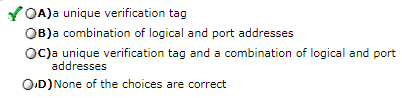 A)a unique verification tag
B)a combination of logical and port addresses
C)a unique verification tag and a combination of logical and port
addresses
D)None of the choices are correct